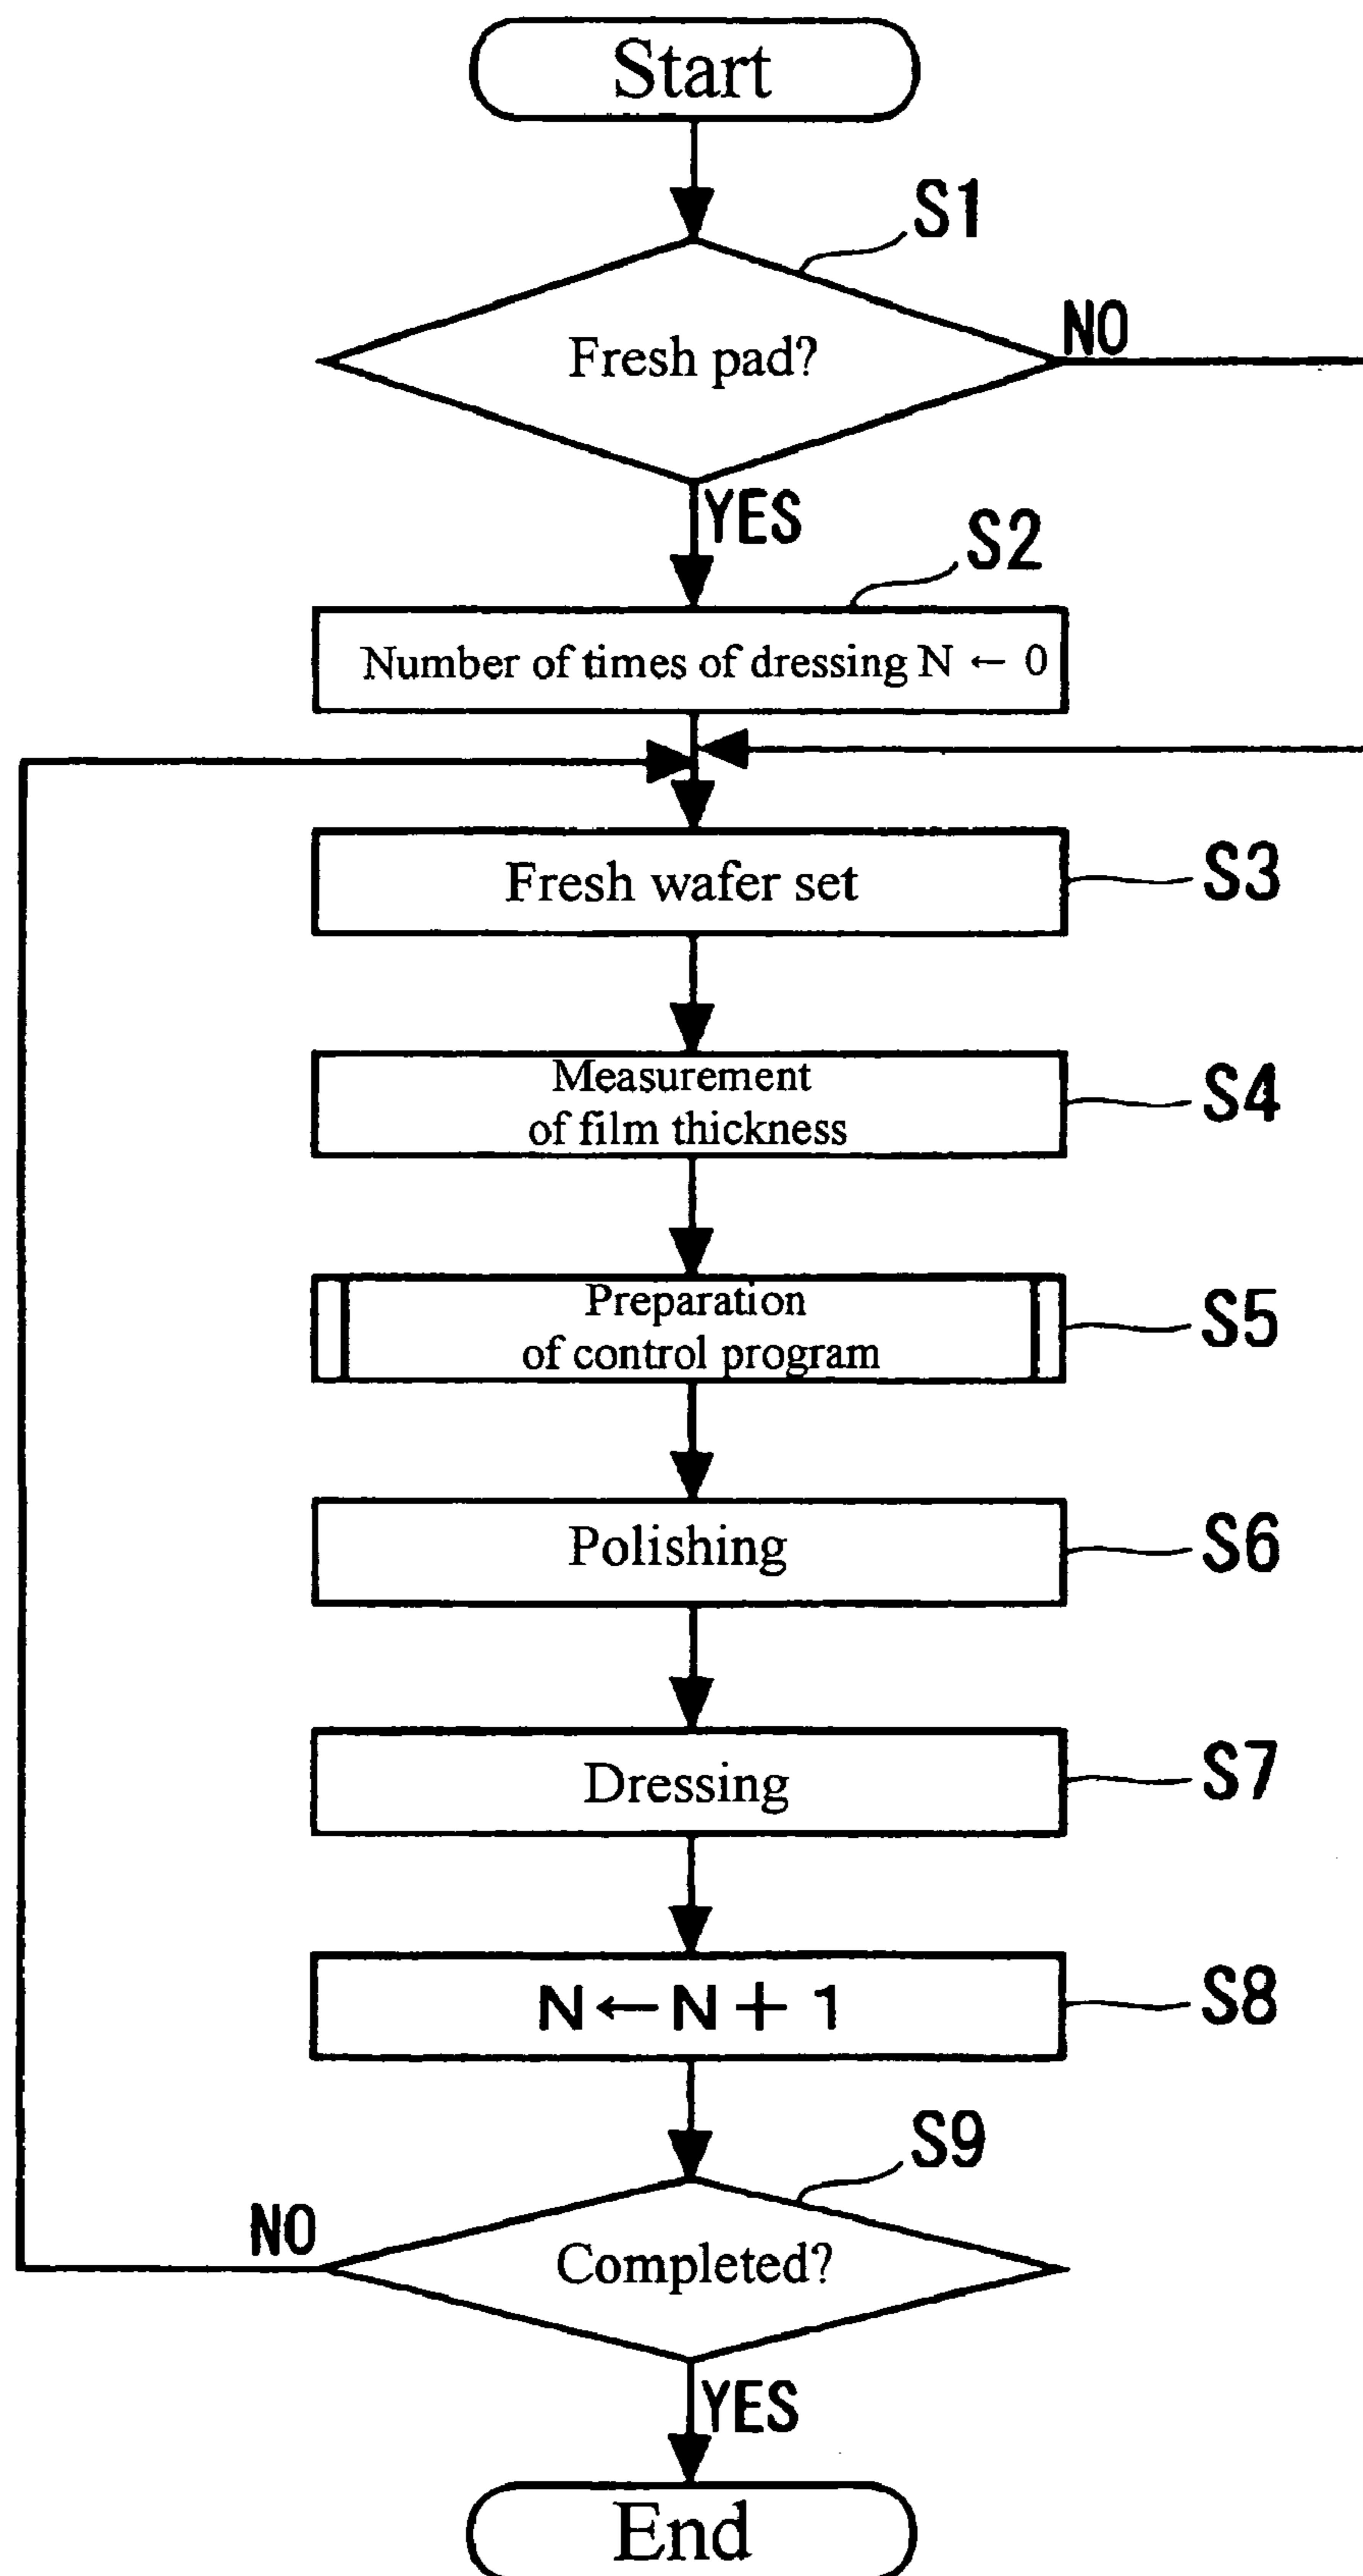 Start
S1
Fresh pad?
NO
YES
S2
Number of times of dressing N ← 0
Fresh wafer set
S3
Measurement
of film thickness
S4
Preparation
of control program
S5
Polishing
S6
Dressing
S7
N←N+1
S8
S9
NO
Completed?
YES
End